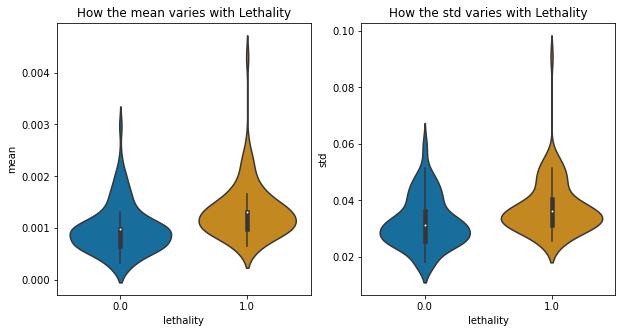 How the mean varies with Lethality
How the std varies with Lethality
0.004
0.003
0.002
0.001
0.000
mean
0.0
1.0
lethality
0.10
0.08
0.06
0.04
0.02
std
0.0
1.0
lethality